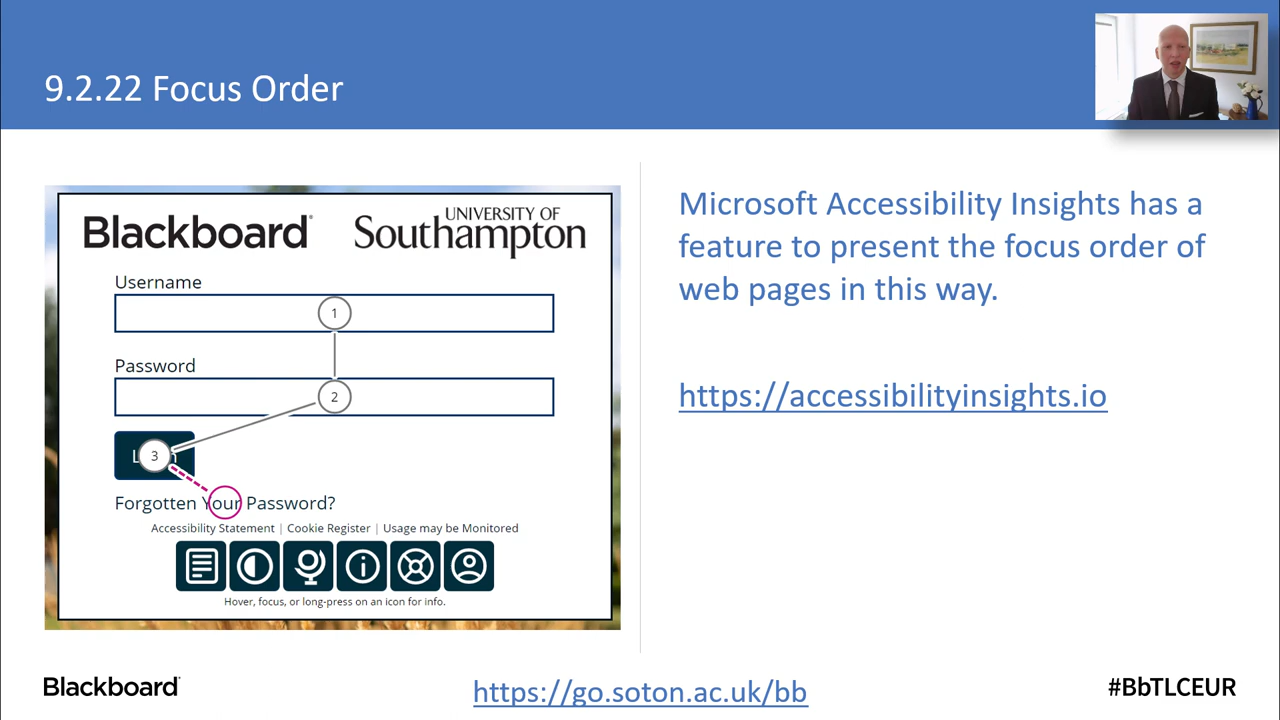 9.2.22 Focus Order
Blackboard
UNIVERSITY OF
Southampton
Username
1
Password
2
3
Forgotten Your Password?
Accessibility Statement | Cookie Register | Usage may be Monitored
Hover, focus, or long-press on an icon for info.
Microsoft Accessibility Insights has a
feature to present the focus order of
web pages in this way.
https://accessibilityinsights.io
Blackboard
https://go.soton.ac.uk/bb
#BbTLCEUR